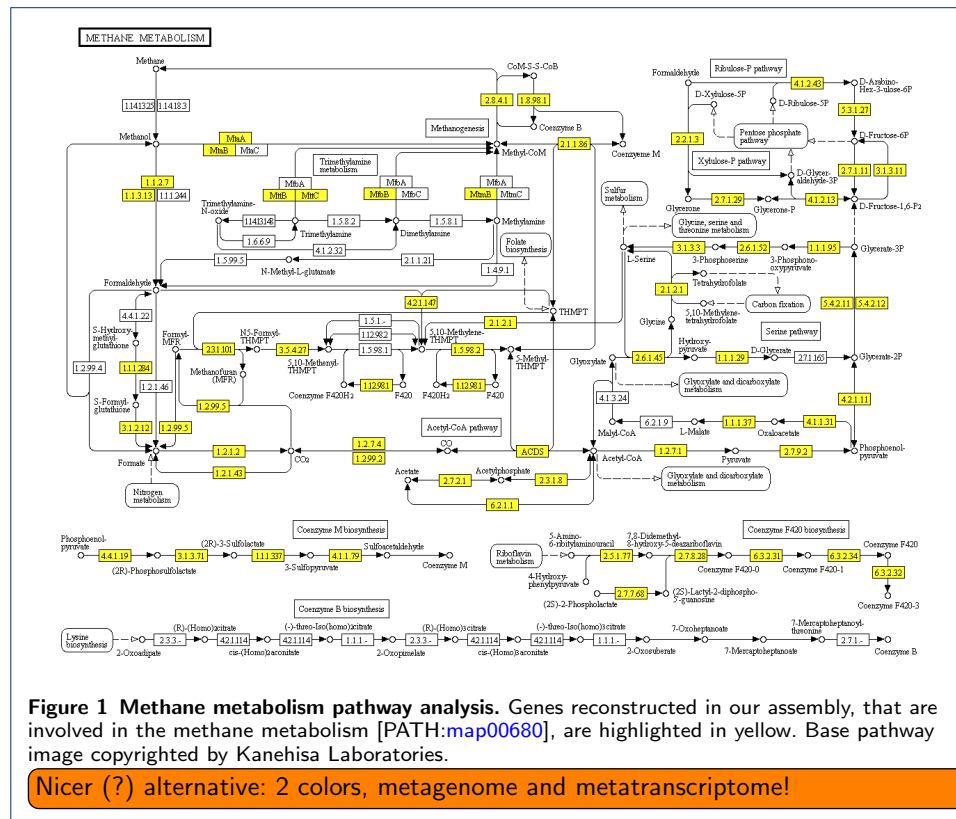 METHANE METABOLISM
Methane
CoM-S-S-CoB
Ribulose-P pathway
Formaldehyde
4.1.2.43
D-Arabino-
Hex-3-ulose-6P
1.14.13.25
1.14.18.3
2.8.4.1
1.8.98.1
D-Xylulose-5P
D-Ribulose-5P
5.3.1.27
Methanol
Methanogenesis
Coenzyme B
MtaA
MtaB
MtaC
Methyl-CoM
2.1.1.86
Coenzyeme M
2.2.1.3
Pentose phosphate
pathway
D-Fructose-6P
Xylulose-P pathway
Trimethylamine
metabolism
MtbA
MttB
MttC
MtbA
MtbB
MtbC
MtbA
MtmB
MtmC
1.1.2.7
1.1.3.13
1.1.1.244
D-Glycer-
aldehyde-3P
2.7.1.11
3.1.3.11
Sulfur
metabolism
2.7.1.29
4.1.2.13
Glycerone
Glycerone-P
D-Fructose-1,6-P2
Trimethylamine-
N-oxide
1.14.13.148
1.5.8.2
1.5.8.1
Trimethylamine
Dimethylamine
Methylamine
1.6.6.9
4.1.2.32
Glycine, serine and
threonine metabolism
Folate
biosynthesis
L-Serine
3.1.3.3
2.6.1.52
1.1.1.95
Glycerate-3P
3-Phosphoserine
3-Phosphono-
oxypyruvate
1.5.99.5
2.1.1.21
N-Methyl-L-glutamate
1.4.9.1
Tetrahydrofolate
2.1.2.1
Carbon fixation
Formaldehyde
4.2.1.147
THMPT
5,10-Methylene-
tetrahydrofolate
5.4.2.11
5.4.2.12
4.4.1.22
S-Hydroxy-
methyl-
glutathione
Formyl-
MFR
N5-Formyl-
THMPT
1.5.1.-
1.12.98.2
5,10-Methylene-
THMPT
2.1.2.1
Glycine
Serine pathway
2.3.1.101
3.5.4.27
1.5.98.1
1.5.98.2
5,10-Methenyl-
THMPT
5-Methyl-
THMPT
2.6.1.45
Hydroxy-
pyruvate
1.1.1.29
D-Glycerate
2.7.1.165
Glycerate-2P
Glyoxylate
1.2.99.4
1.1.1.284
Methanofuran
(MFR)
1.12.98.1
1.12.98.1
Coenzyme F420H2
F420
F420H2
F420
Glyoxylate and dicarboxylate
metabolism
1.2.1.46
4.1.3.24
S-Formyl-
glutathione
1.2.99.5
4.2.1.11
3.1.2.12
1.2.99.5
Acetyl-CoA pathway
Malyl-CoA
6.2.1.9
L-Malate
1.1.1.37
Oxaloacetate
4.1.1.31
Formate
1.2.1.2
CO2
1.2.7.4
1.2.99.2
CO
ACDS
Acetyl-CoA
1.2.7.1
Pyruvate
2.7.9.2
Phosphoenol-
pyruvate
1.2.1.43
Acetate
2.7.2.1
Acetylphosphate
2.3.1.8
Glyoxylate and dicarboxylate
metabolism
Nitrogen
metabolism
6.2.1.1
Coenzyme M biosynthesis
Phosphoenol-
pyruvate
4.4.1.19
(2R)-3-Sulfolactate
3.1.3.71
1.1.1.337
4.1.1.79
Sulfoacetaldehyde
(2R)-Phosphosulfolactate
3-Sulfopyruvate
Coenzyme M
Coenzyme F420 biosynthesis
5-Amino-
6-ribitylaminouracil
7,8-Didemethyl-
8-hydroxy-5-deazariboflavin
Riboflavin
metabolism
2.5.1.77
2.7.8.28
6.3.2.31
6.3.2.34
Coenzyme F420
Coenzyme F420-0
Coenzyme F420-1
4-Hydroxy-
phenylpyruvate
6.3.2.32
2.7.7.68
(2S)-2-Phospholactate
(2S)-Lactyl-2-diphospho-
5'-guanosine
Coenzyme F420-3
Coenzyme B biosynthesis
Lysine
biosynthesis
(R)-(Homo)2citrate
(-)-threo-Iso(homo)2citrate
(R)-(Homo)3citrate
(-)-threo-Iso(homo)3citrate
7-Oxoheptanoate
7-Mercaptoheptanoyl-
threonine
2.3.3.-
4.2.1.114
4.2.1.114
1.1.1.-
2.3.3.-
4.2.1.114
4.2.1.114
1.1.1.-
2.7.1.-
2-Oxoadipate
cis-(Homo)2aconitate
2-Oxopimelate
cis-(Homo)3aconitate
2-Oxosuberate
7-Mercaptoheptanoate
Coenzyme B
Figure 1 Methane metabolism pathway analysis. Genes reconstructed in our assembly, that are
involved in the methane metabolism [PATH:map00680], are highlighted in yellow. Base pathway
image copyrighted by Kanehisa Laboratories.
Nicer (?) alternative: 2 colors, metagenome and metatranscriptome!